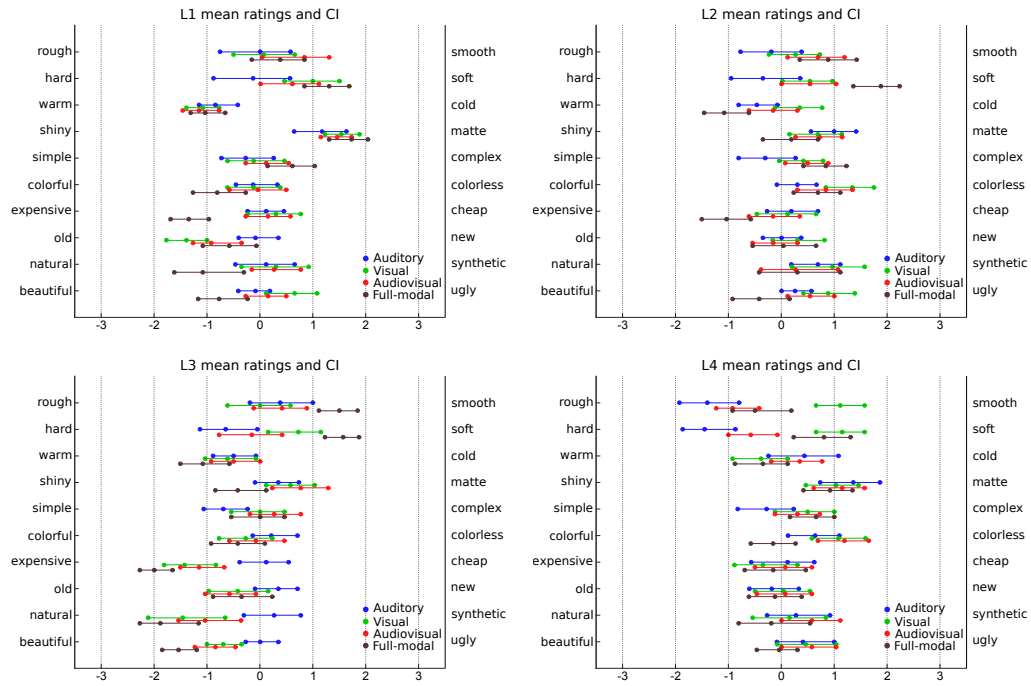 L1 mean ratings and CI
rough smooth
hard soft
warm cold
shiny matte
simple complex
colorful colorless
expensive cheap
old new
natural synthetic
beautiful ugly
Auditory
Visual
Audiovisual
Full-modal
-3 -2 -1 0 1 2 3
L2 mean ratings and CI
rough smooth
hard soft
warm cold
shiny matte
simple complex
colorful colorless
expensive cheap
old new
natural synthetic
beautiful ugly
Auditory
Visual
Audiovisual
Full-modal
-3 -2 -1 0 1 2 3
L3 mean ratings and CI
rough smooth
hard soft
warm cold
shiny matte
simple complex
colorful colorless
expensive cheap
old new
natural synthetic
beautiful ugly
Auditory
Visual
Audiovisual
Full-modal
-3 -2 -1 0 1 2 3
L4 mean ratings and CI
rough smooth
hard soft
warm cold
shiny matte
simple complex
colorful colorless
expensive cheap
old new
natural synthetic
beautiful ugly
Auditory
Visual
Audiovisual
Full-modal
-3 -2 -1 0 1 2 3